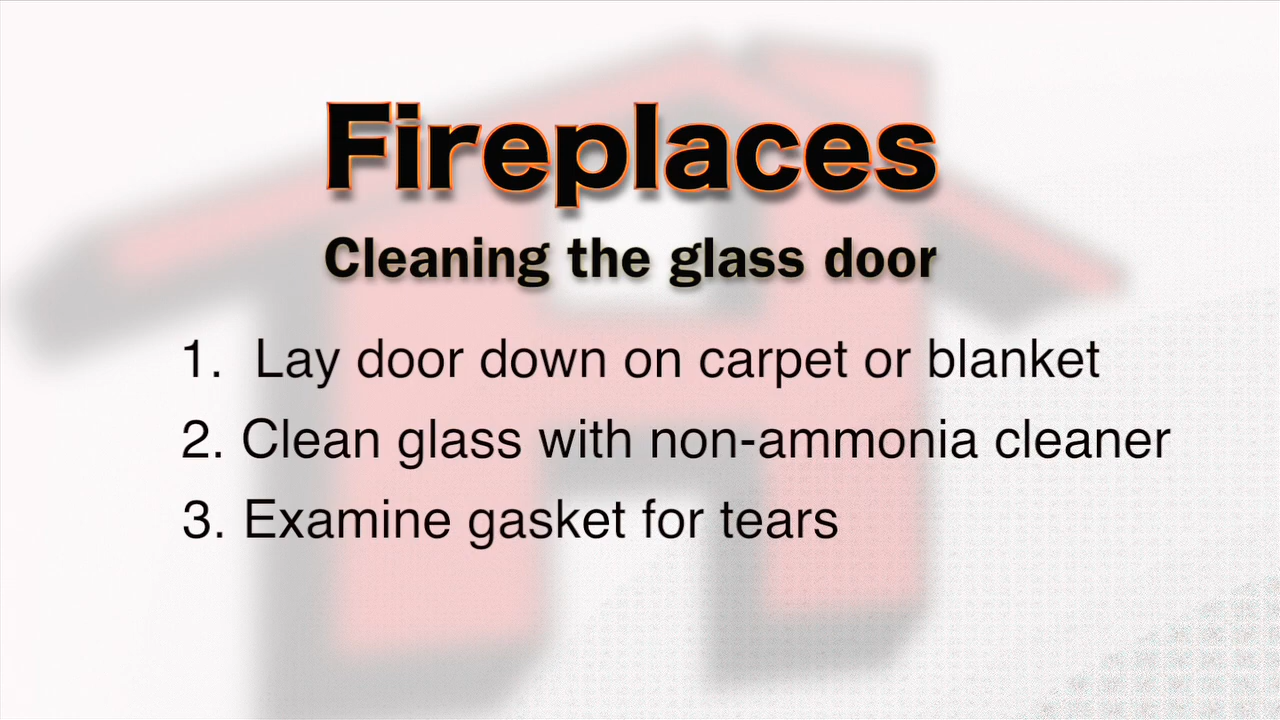 Fireplaces
Cleaning the glass door
1. Lay door down on carpet or blanket
2. Clean glass with non-ammonia cleaner
3. Examine gasket for tears